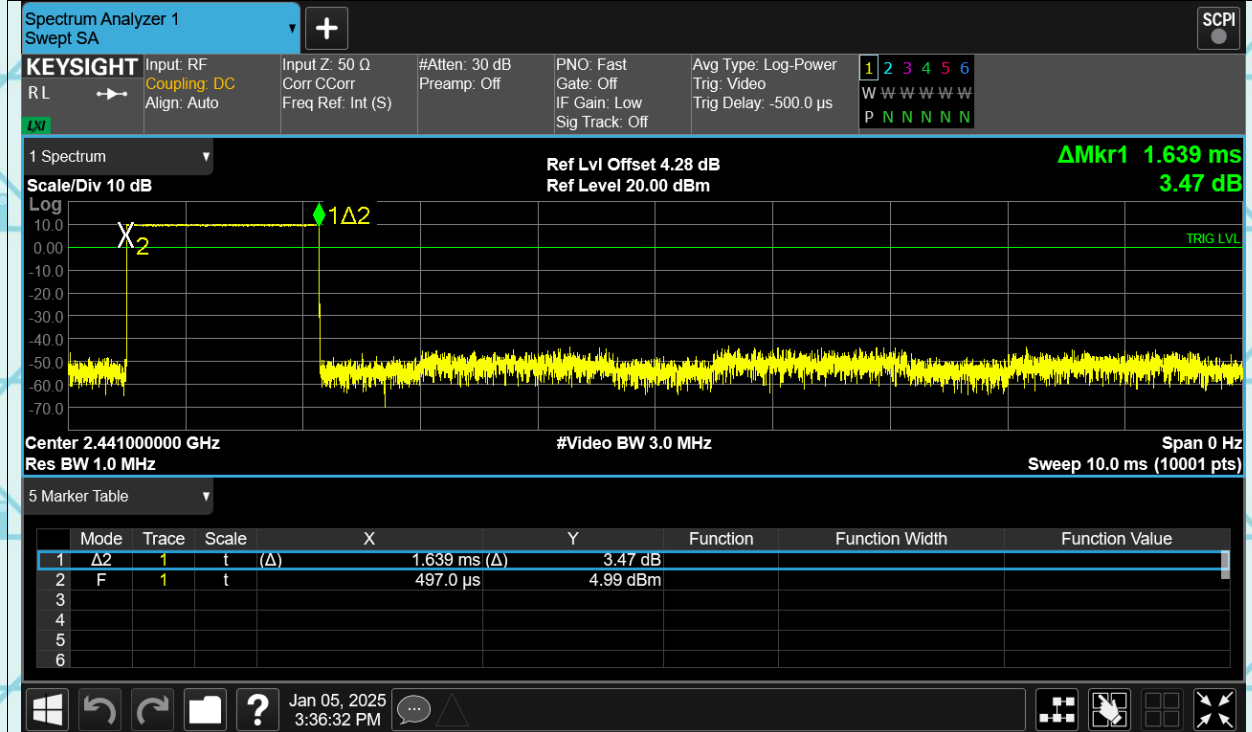 Spectrum Analyzer 1
Swept SA
+
SCPI
KEYSIGHT
RL
LXI
Input: RF
Coupling: DC
Align: Auto
Input Z: 50 Ω
Corr CCorr
Freq Ref: Int (S)
#Atten: 30 dB
Preamp: Off
PNO: Fast
Gate: Off
IF Gain: Low
Sig Track: Off
Avg Type: Log-Power
Trig: Video
Trig Delay: -500.0 µs
1 2 3 4 5 6
W W W W W W
P N N N N N
1 Spectrum
Scale/Div 10 dB
Ref Lvl Offset 4.28 dB
Ref Level 20.00 dBm
ΔMkr1 1.639 ms
3.47 dB
Log
10.0
0.00
-10.0
-20.0
-30.0
-40.0
-50.0
-60.0
-70.0
X2
1Δ2
TRIG LVL
Center 2.441000000 GHz
#Video BW 3.0 MHz
Span 0 Hz
Res BW 1.0 MHz
Sweep 10.0 ms (10001 pts)
5 Marker Table
Mode Trace Scale X Y Function Function Width Function Value
1 Δ2 1 t (Δ) 1.639 ms (Δ) 3.47 dB
2 F 1 t 497.0 µs 4.99 dBm
3
4
5
6
?
Jan 05, 2025
3:36:32 PM